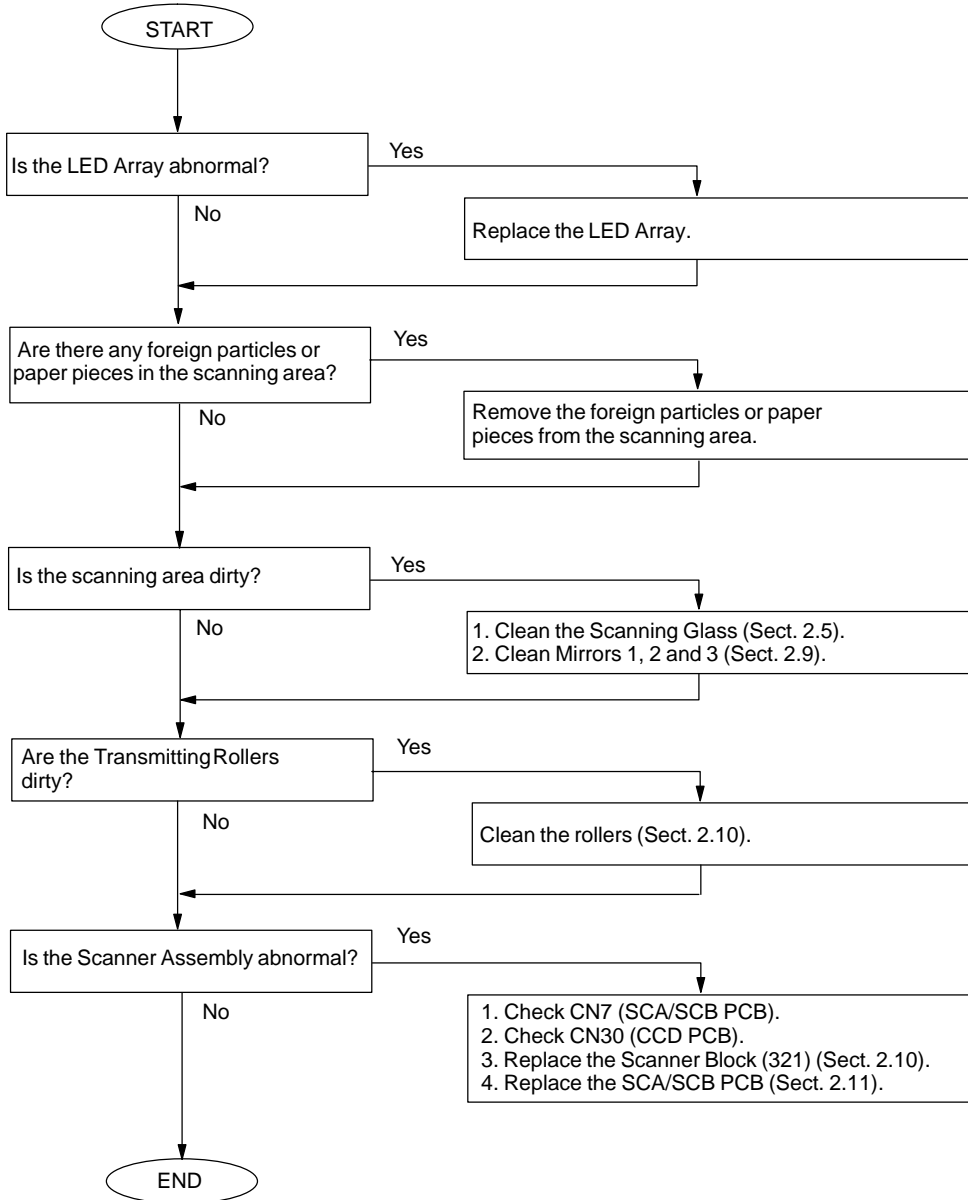 START
Is the LED Array abnormal?
Yes
No
Replace the LED Array.
Are there any foreign particles or
paper pieces in the scanning area?
Yes
No
Remove the foreign particles or paper
pieces from the scanning area.
Is the scanning area dirty?
Yes
No
1. Clean the Scanning Glass (Sect. 2.5).
2. Clean Mirrors 1, 2 and 3 (Sect. 2.9).
Are the Transmitting Rollers
dirty?
Yes
No
Clean the rollers (Sect. 2.10).
Is the Scanner Assembly abnormal?
Yes
No
1. Check CN7 (SCA/SCB PCB).
2. Check CN30 (CCD PCB).
3. Replace the Scanner Block (321) (Sect. 2.10).
4. Replace the SCA/SCB PCB (Sect. 2.11).
END